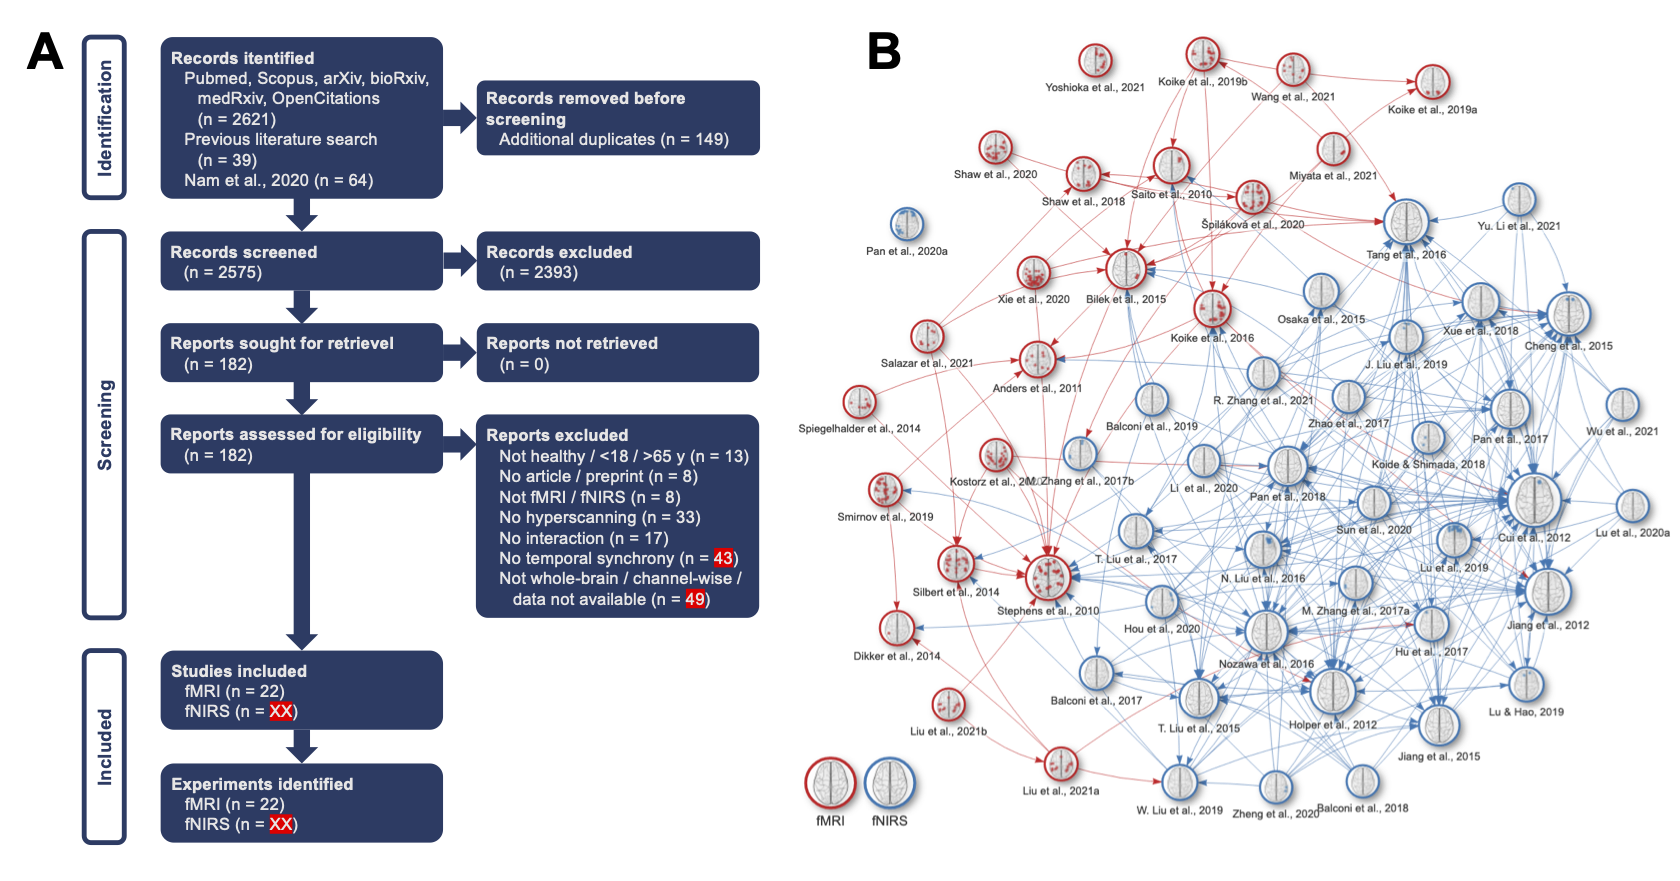 A
Identification
Records itentified
Pubmed, Scopus, arXiv, bioRxiv,
medRxiv, OpenCitations
(n = 2621)
Previous literature search
(n = 39)
Nam et al., 2020 (n = 64)
Records removed before
screening
Additional duplicates (n = 149)
Screening
Records screened
(n = 2575)
Records excluded
(n = 2393)
Reports sought for retrievel
(n = 182)
Reports not retrieved
(n = 0)
Reports assessed for eligibility
(n = 182)
Reports excluded
Not healthy / <18 / >65 y (n = 13)
No article / preprint (n = 8)
Not fMRI / fNIRS (n = 8)
No hyperscanning (n = 33)
No interaction (n = 17)
No temporal synchrony (n = 43)
Not whole-brain / channel-wise /
data not available (n = 49)
Included
Studies included
fMRI (n = 22)
fNIRS (n = XX)
Experiments identified
fMRI (n = 22)
fNIRS (n = XX)
B
Yoshioka et al., 2021
Koike et al., 2019b
Wang et al., 2021
Koike et al., 2019a
Shaw et al., 2020
Shaw et al., 2018
Saito et al., 2010
Miyata et al., 2021
Špiláková et al., 2020
Yu. Li et al., 2021
Pan et al., 2020a
Tang et al., 2016
Xie et al., 2020
Bilek et al., 2015
Osaka et al., 2015
Koike et al., 2016
Xue et al., 2018
Cheng et al., 2015
Salazar et al., 2021
J. Liu et al., 2019
Anders et al., 2011
R. Zhang et al., 2021
Spiegelhalder et al., 2014
Balconi et al., 2019
Zhao et al., 2017
Pan et al., 2017
Wu et al., 2021
Koide & Shimada, 2018
Kostorz et al.,
M. Zhang et al., 2017b
Li et al., 2020
Pan et al., 2018
Smirnov et al., 2019
Sun et al., 2020
Cui et al., 2012
Lu et al., 2020a
T. Liu et al., 2017
N. Liu et al., 2016
Lu et al., 2019
Silbert et al., 2014
Stephens et al., 2010
M. Zhang et al., 2017a
Hou et al., 2020
Jiang et al., 2012
Dikker et al., 2014
Nozawa et al., 2016
Hu et al., 2017
Balconi et al., 2017
Lu & Hao, 2019
Liu et al., 2021b
T. Liu et al., 2015
Holper et al., 2012
Jiang et al., 2015
Liu et al., 2021a
W. Liu et al., 2019
Zheng et al., 2020
Balconi et al., 2018
fMRI
fNIRS